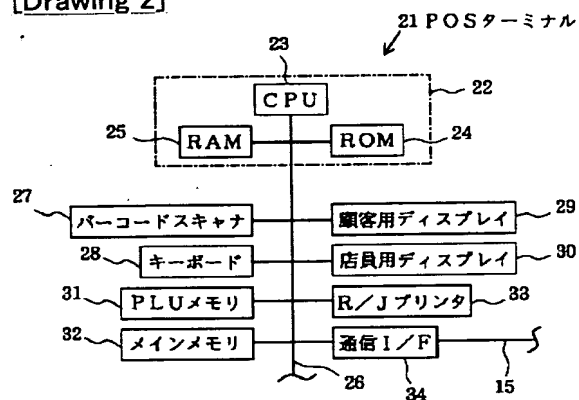 [Drawing 2]
21 POSターミナル
23
CPU
22
25
RAM
ROM
24
27
バーコードスキャナ
顧客用ディスプレイ
29
28
キーボード
店員用ディスプレイ
30
31
PLUメモリ
R/Jプリンタ
33
32
メインメモリ
通信I/F
26
34
15